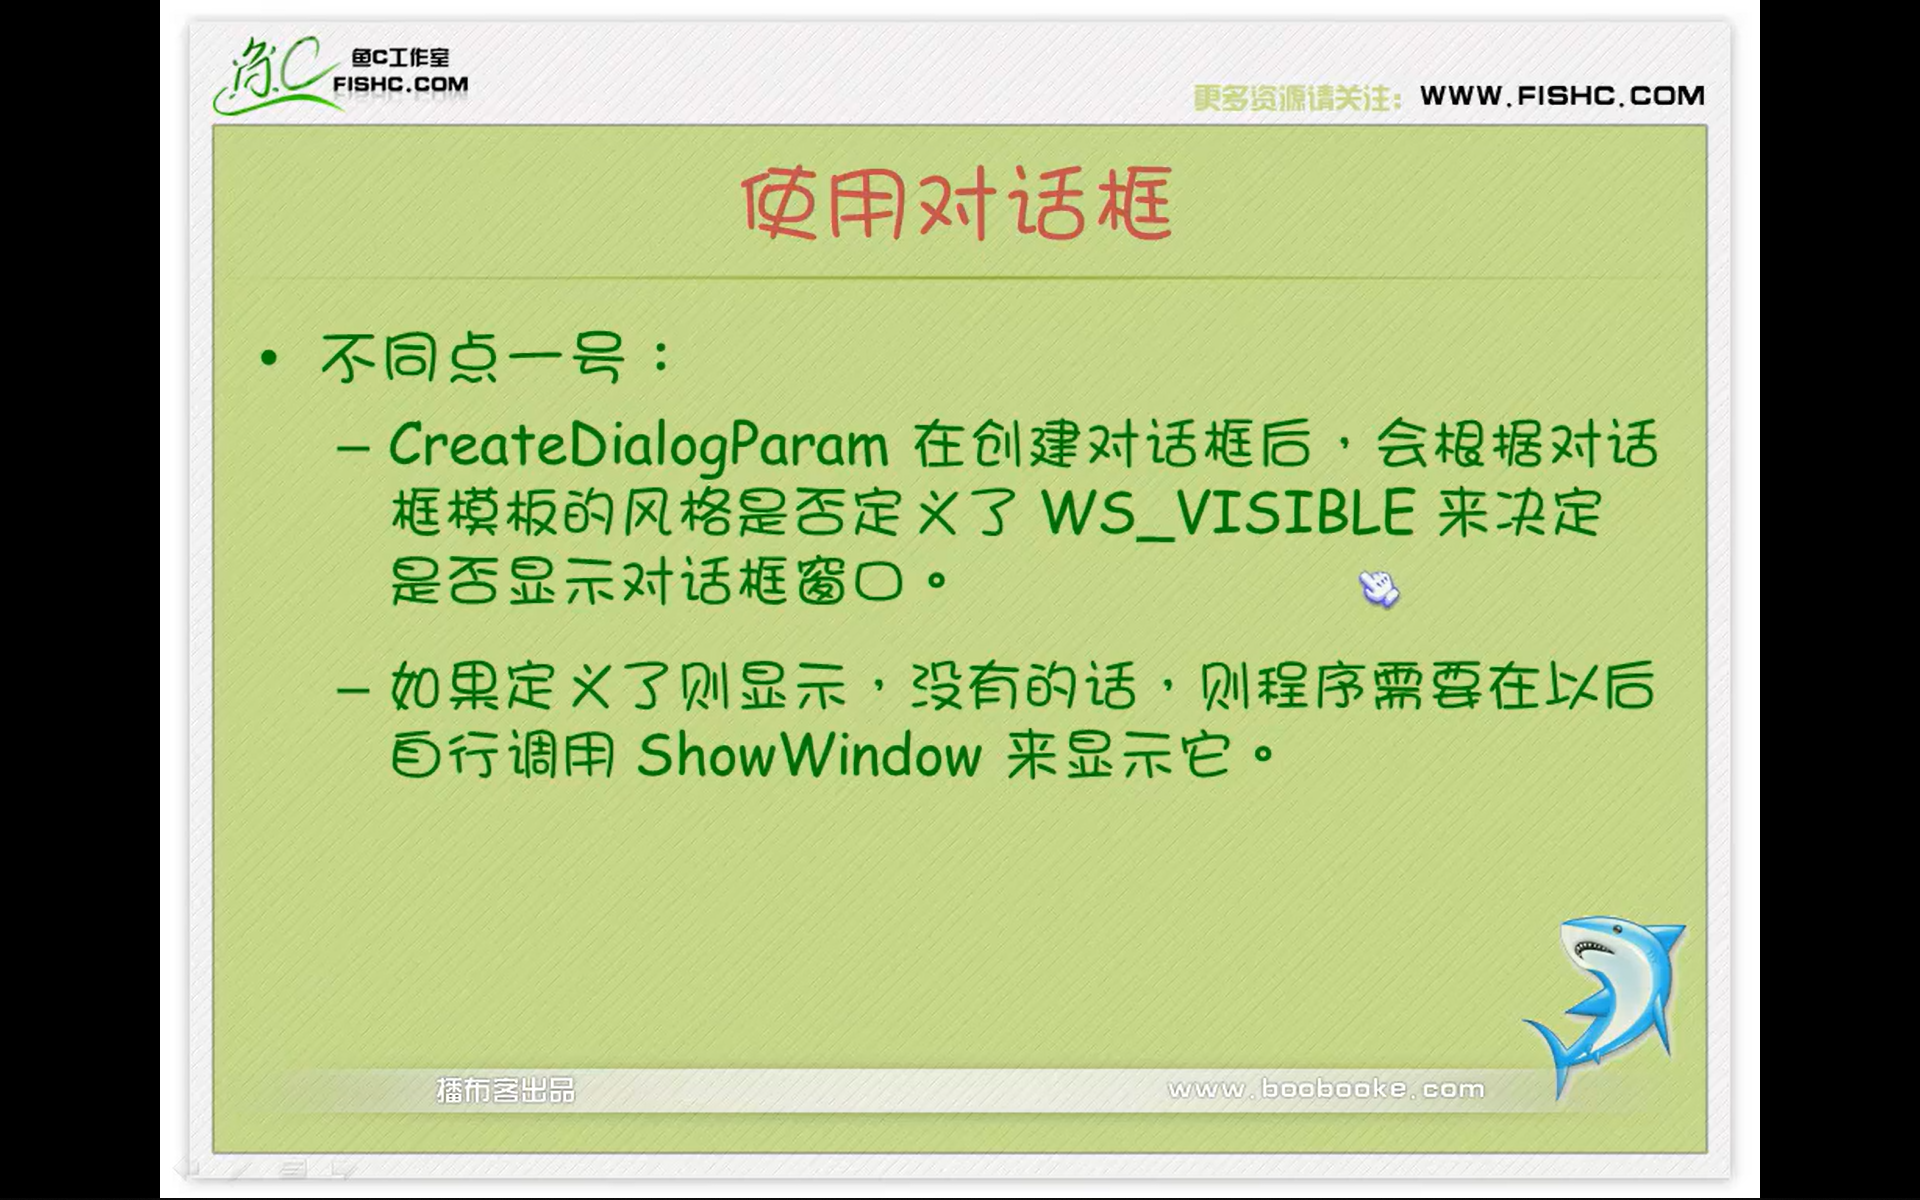 鱼C工作室
FISHC.COM
更多资源请关注: WWW.FISHC.COM
使用对话框
• 不同点一号：
– CreateDialogParam 在创建对话框后，会根据对话
框模板的风格是否定义了 WS_VISIBLE 来决定
是否显示对话框窗口。
– 如果定义了则显示，没有的话，则程序需要在以后
自行调用 ShowWindow 来显示它。
播布客出品
www.boobooke.com